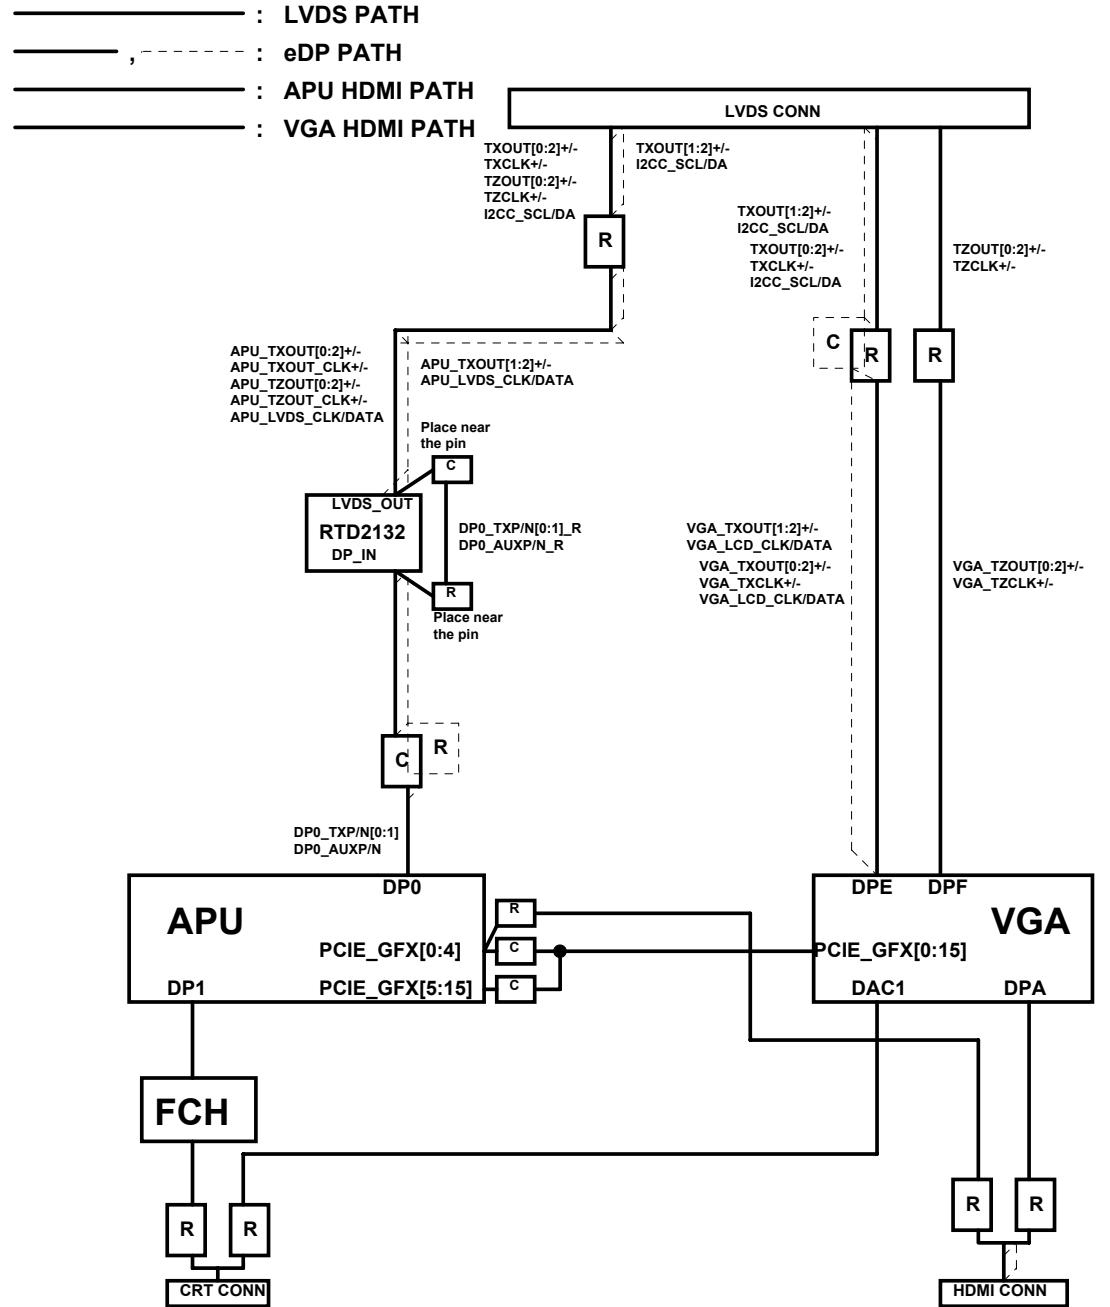 : LVDS PATH
, : eDP PATH
: APU HDMI PATH
: VGA HDMI PATH
LVDS CONN
TXOUT[0:2]+/-
TXCLK+/-
TZOUT[0:2]+/-
TZCLK+/-
I2CC_SCL/DA
TXOUT[1:2]+/-
I2CC_SCL/DA
R
TXOUT[1:2]+/-
I2CC_SCL/DA
TXOUT[0:2]+/-
TXCLK+/-
I2CC_SCL/DA
TZOUT[0:2]+/-
TZCLK+/-
C
R
R
APU_TXOUT[0:2]+/-
APU_TXOUT_CLK+/-
APU_TZOUT[0:2]+/-
APU_TZOUT_CLK+/-
APU_LVDS_CLK/DATA
APU_TXOUT[1:2]+/-
APU_LVDS_CLK/DATA
Place near
the pin
C
LVDS_OUT
RTD2132
DP_IN
DP0_TXP/N[0:1]_R
DP0_AUXP/N_R
R
Place near
the pin
VGA_TXOUT[1:2]+/-
VGA_LCD_CLK/DATA
VGA_TXOUT[0:2]+/-
VGA_TXCLK+/-
VGA_LCD_CLK/DATA
VGA_TZOUT[0:2]+/-
VGA_TZCLK+/-
C
R
DP0_TXP/N[0:1]
DP0_AUXP/N
DP0
APU
PCIE_GFX[0:4]
DP1
PCIE_GFX[5:15]
R
C
C
DPE
DPF
VGA
PCIE_GFX[0:15]
DAC1
DPA
FCH
R
R
CRT CONN
R
R
HDMI CONN